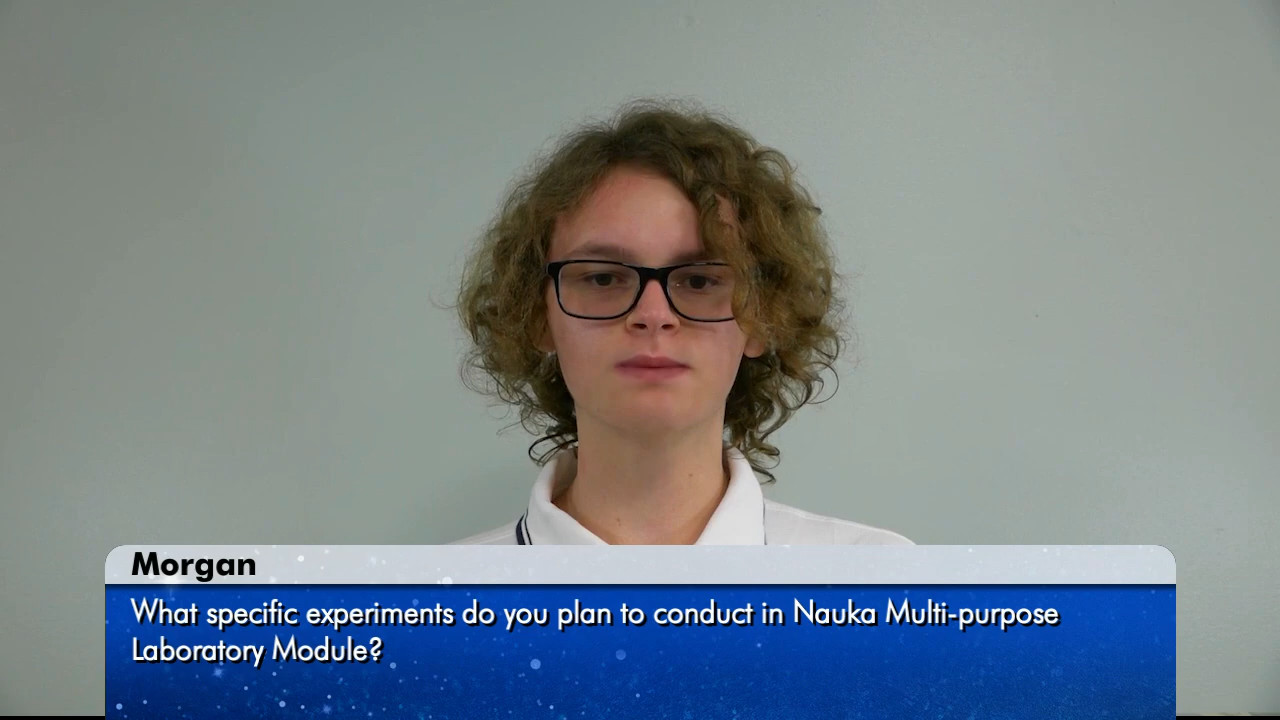 Morgan
What specific experiments do you plan to conduct in Nauka Multi-purpose
Laboratory Module?